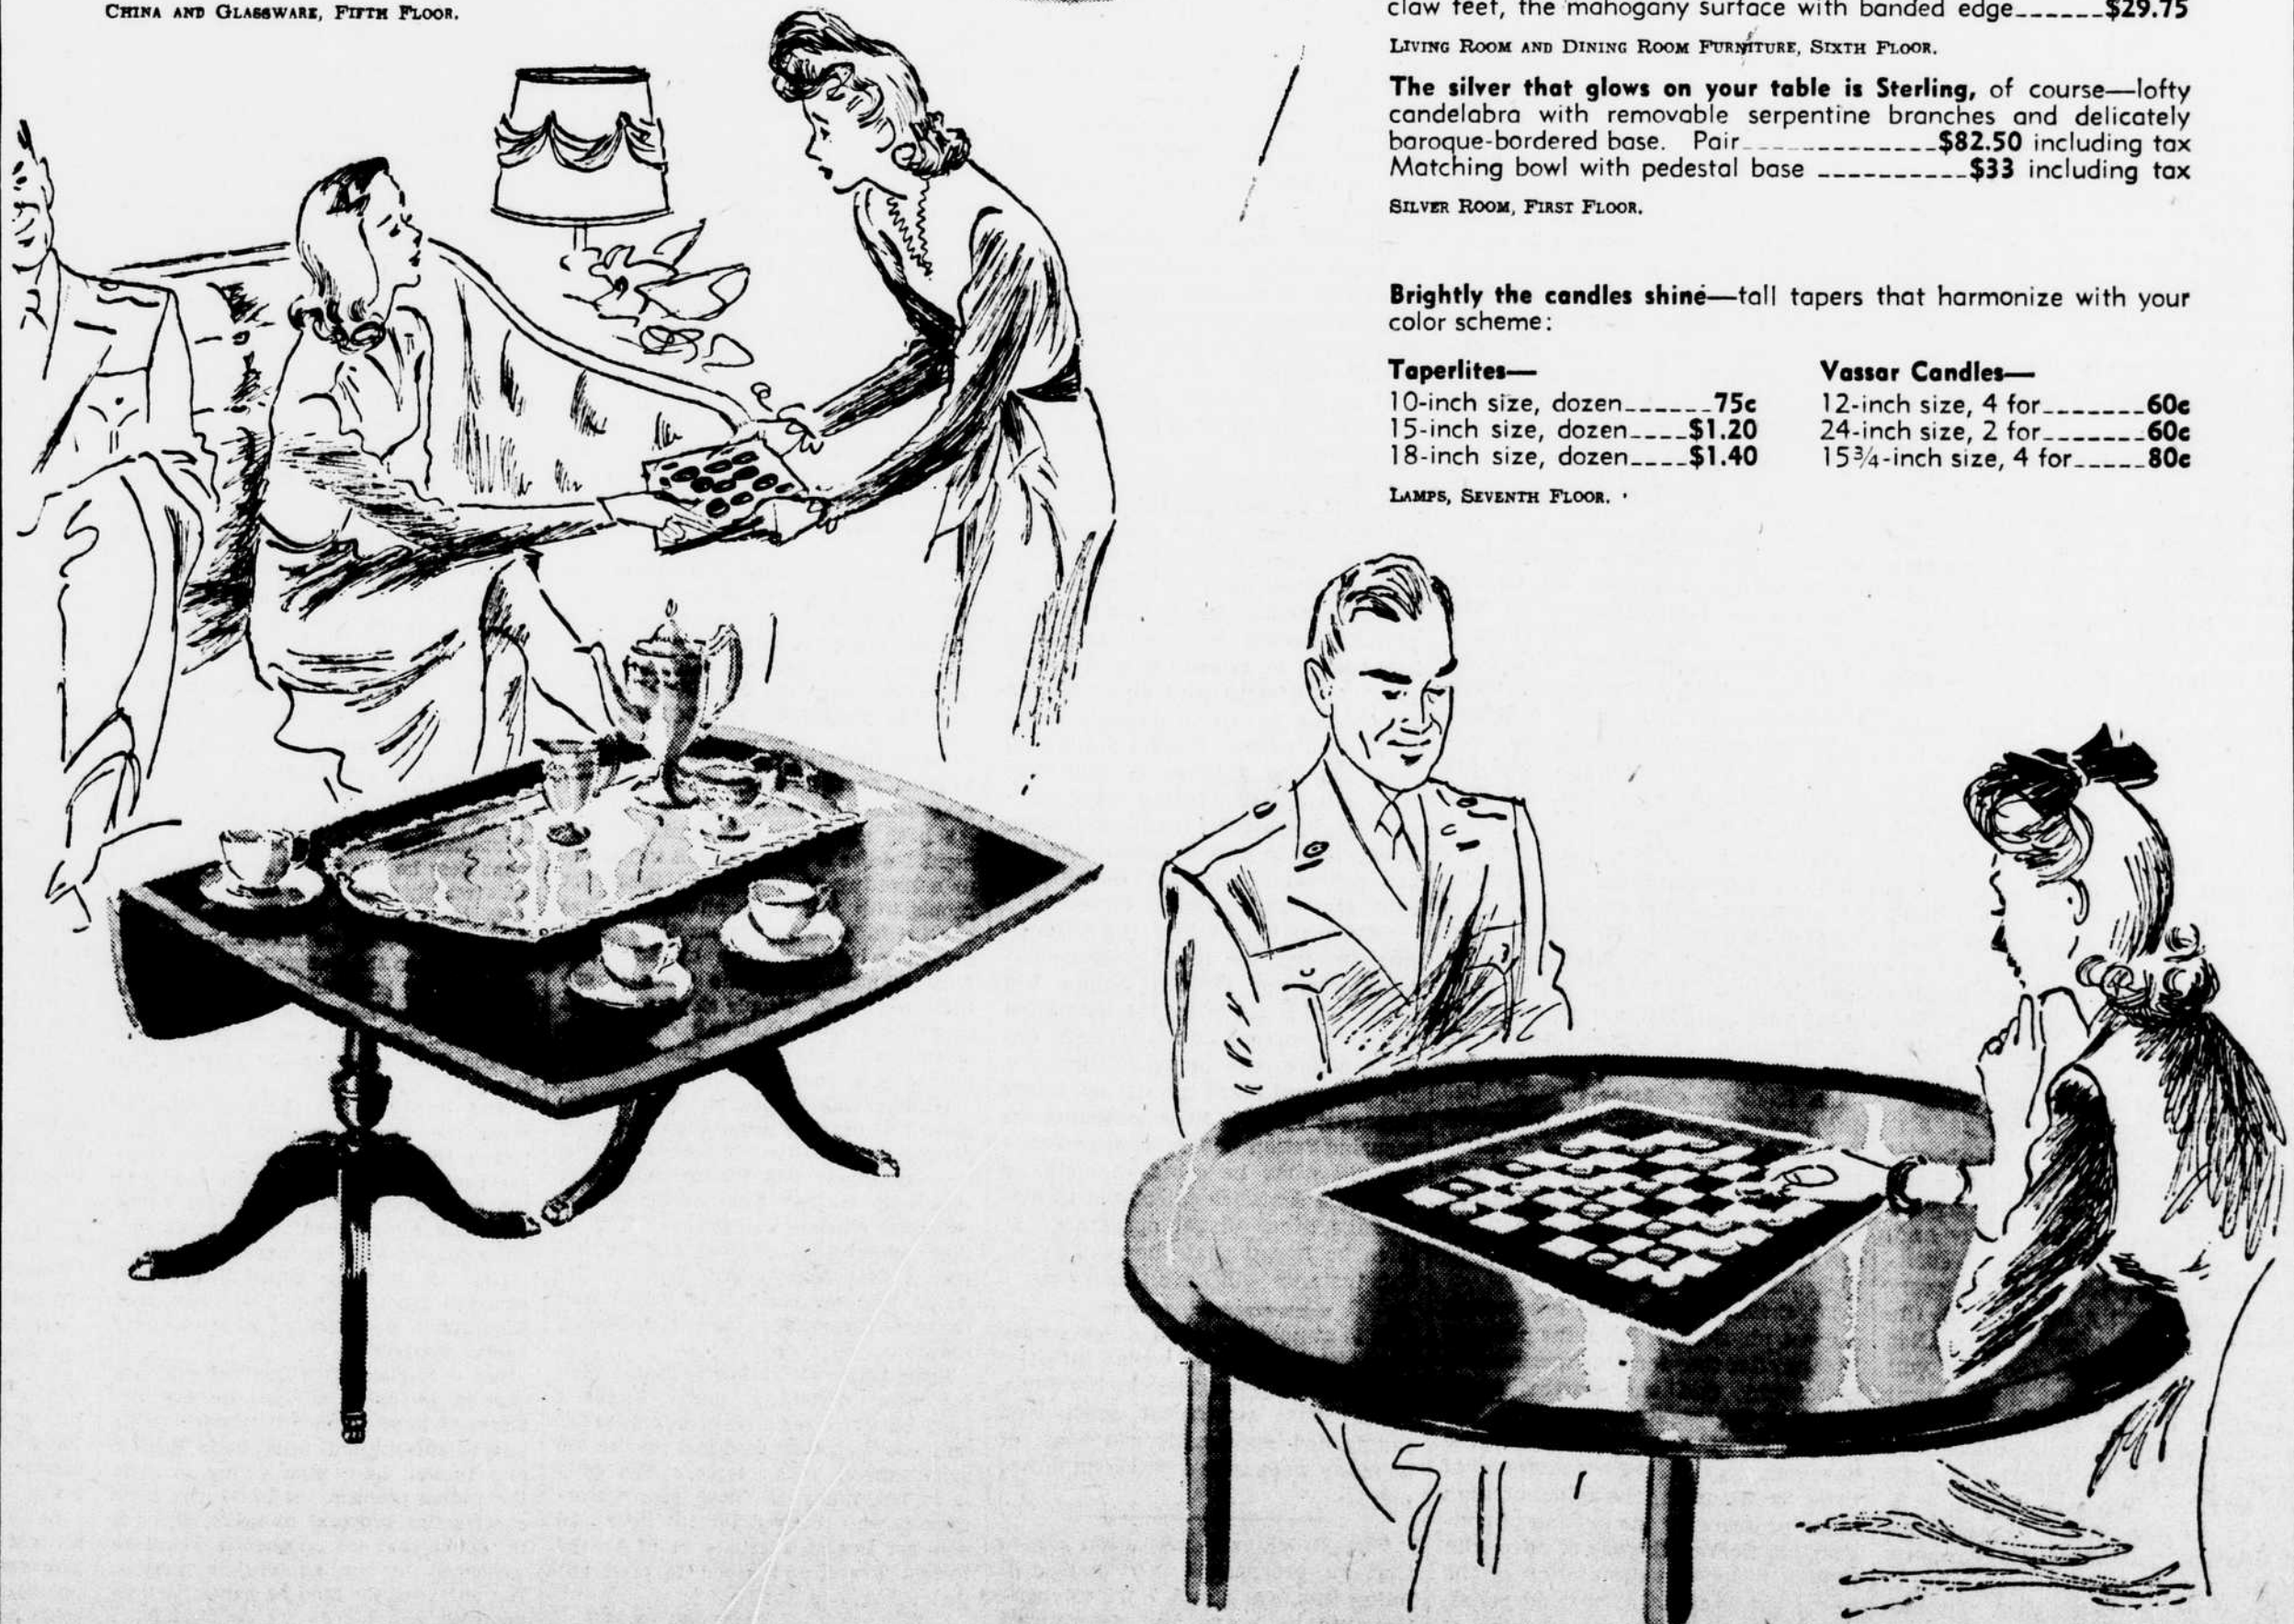 CHINA AND GLASSWARE, FIFTH FLOOR.
claw feet, the mahogany surface with banded edge_______$29.75
LIVING ROOM AND DINING ROOM FURNITURE, SIXTH FLOOR.
The silver that glows on your table is Sterling, of course—lofty
candelabra with removable serpentine branches and delicately
baroque-bordered base. Pair_____________$82.50 including tax
Matching bowl with pedestal base __________$33 including tax
SILVER ROOM, FIRST FLOOR.
Brightly the candles shine—tall tapers that harmonize with your
color scheme:
Taperlites—
10-inch size, dozen______75c
15-inch size, dozen____$1.20
18-inch size, dozen____$1.40
Vassar Candles—
12-inch size, 4 for_______60c
24-inch size, 2 for_______60c
15¾-inch size, 4 for_____80c
LAMPS, SEVENTH FLOOR.